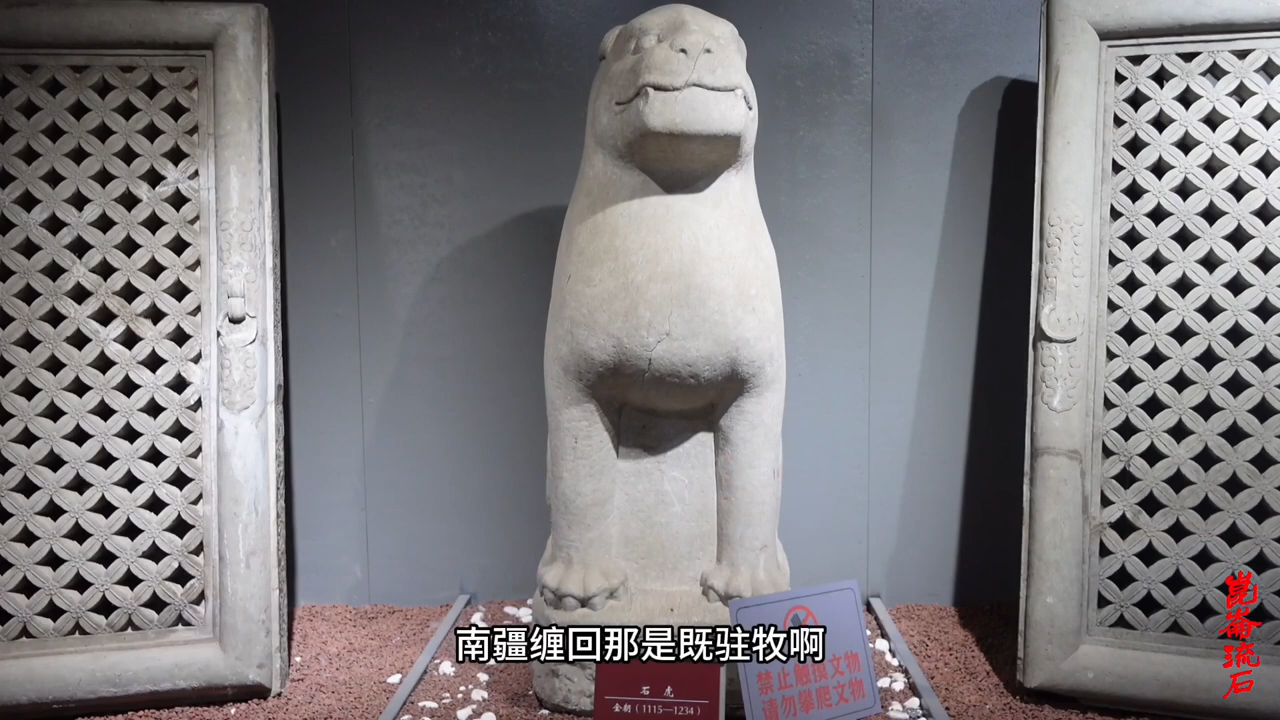 南疆缠回那是既驻牧啊
石 虎
金朝（1115—1234）
禁止触摸文物
请勿攀爬文物
崑崙流石